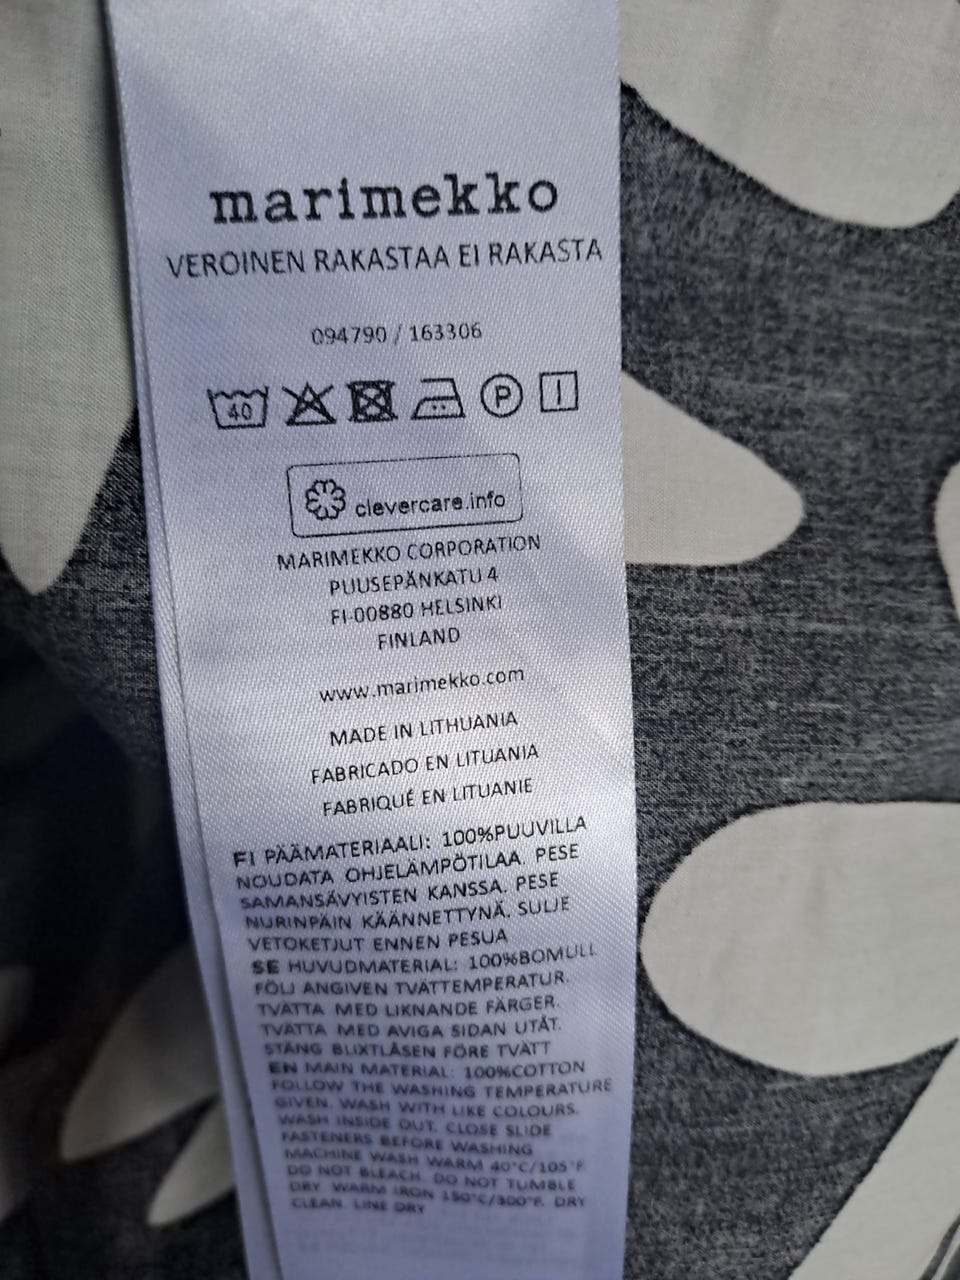 marimekko
VEROINEN RAKASTAA EI RAKASTA
094790 / 163306
40 P
clevercare.info
MARIMEKKO CORPORATION
PUUSEPÄNKATU 4
FI-00880 HELSINKI
FINLAND
www.marimekko.com
MADE IN LITHUANIA
FABRICADO EN LITUANIA
FABRIQUÉ EN LITUANIE
FI PÄÄMATERIAALI: 100%PUUVILLA
NOUDATA OHJELÄMPÖTILAA. PESE
SAMANSÄVYISTEN KANSSA. PESE
NURINPÄIN KÄÄNNETTYNÄ. SULJE
VETOKETJUT ENNEN PESUA
SE HUVUDMATERIAL: 100%BOMULL
FÖLJ ANGIVEN TVÄTTEMPERATUR.
TVÄTTA MED LIKNANDE FÄRGER.
TVÄTTA MED AVIGA SIDAN UTÅT.
STÄNG BLIXTLÅSEN FÖRE TVÄTT
EN MAIN MATERIAL: 100%COTTON
FOLLOW THE WASHING TEMPERATURE
GIVEN. WASH WITH LIKE COLOURS.
WASH INSIDE OUT. CLOSE SLIDE
FASTENERS BEFORE WASHING
MACHINE WASH WARM 40°C/105°F.
DO NOT BLEACH. DO NOT TUMBLE
DRY. WARM IRON 150°C/300°F. DRY
CLEAN. LINE DRY